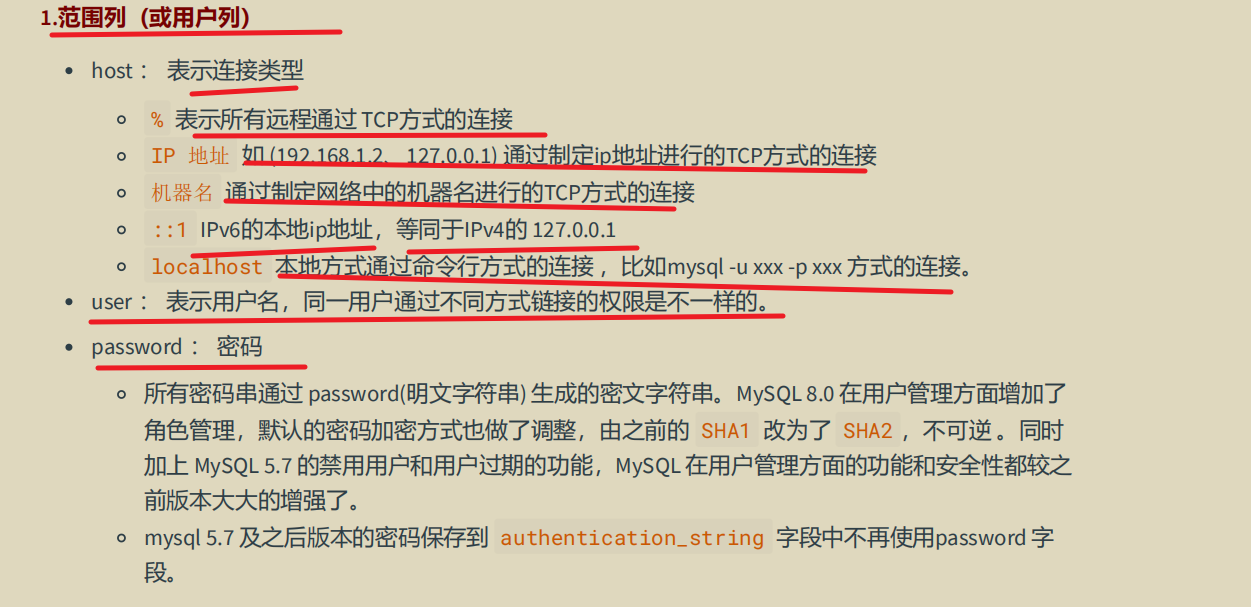 1.范围列（或用户列）
host ： 表示连接类型
% 表示所有远程通过 TCP方式的连接
IP 地址 如 (192.168.1.2、127.0.0.1) 通过制定ip地址进行的TCP方式的连接
机器名 通过制定网络中的机器名进行的TCP方式的连接
::1 IPv6的本地ip地址，等同于IPv4的 127.0.0.1
localhost 本地方式通过命令行方式的连接 ，比如mysql -u xxx -p xxx 方式的连接。
user ： 表示用户名，同一用户通过不同方式链接的权限是不一样的。
password ： 密码
所有密码串通过 password(明文字符串) 生成的密文字符串。MySQL 8.0 在用户管理方面增加了
角色管理，默认的密码加密方式也做了调整，由之前的 SHA1 改为了 SHA2 ，不可逆 。同时
加上 MySQL 5.7 的禁用用户和用户过期的功能，MySQL 在用户管理方面的功能和安全性都较之
前版本大大的增强了。
mysql 5.7 及之后版本的密码保存到 authentication_string 字段中不再使用password 字
段。